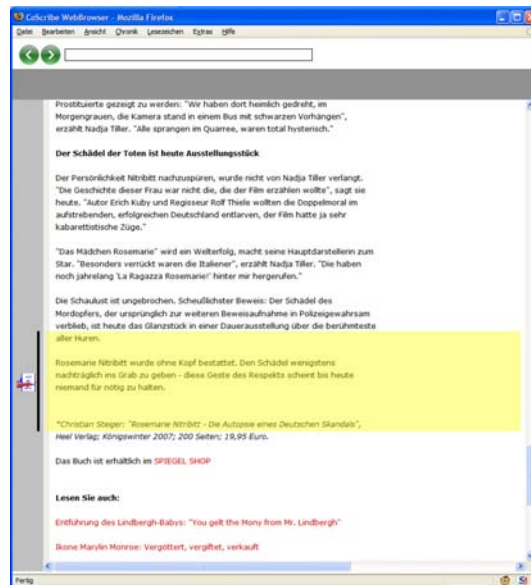 CoScribe WebBrowser - Mozilla Firefox
Datei Bearbeiten Ansicht Chronik Lesezeichen Extras Hilfe
Prostituierte gezeigt zu werden: "Wir haben dort heimlich gedreht, im
Morgengrauen, die Kamera stand in einem Bus mit schwarzen Vorhängen",
erzählt Nadja Tiller. "Alle sprangen im Quarree, waren total hysterisch."
Der Schädel der Toten ist heute Ausstellungsstück
Der Persönlichkeit Nitribitt nachzuspüren, wurde nicht von Nadja Tiller verlangt.
"Die Geschichte dieser Frau war nicht die, die der Film erzählen wollte", sagt sie
heute. "Autor Erich Kuby und Regisseur Rolf Thiele wollten die Doppelmoral im
aufstrebenden, erfolgreichen Deutschland entlarven, der Film hatte ja sehr
kabarettistische Züge."
"Das Mädchen Rosemarie" wird ein Welterfolg, macht seine Hauptdarstellerin zum
Star. "Besonders verrückt waren die Italiener", erzählt Nadja Tiller. "Die haben
noch jahrelang 'La Ragazza Rosemarie!' hinter mir hergerufen."
Die Schaulust ist ungebrochen. Scheußlichster Beweis: Der Schädel des
Mordopfers, der ursprünglich zur weiteren Beweisaufnahme in Polizeigewahrsam
verblieb, ist heute das Glanzstück in einer Dauerausstellung über die berühmteste
aller Huren.
Rosemarie Nitribitt wurde ohne Kopf bestattet. Den Schädel wenigstens
nachträglich ins Grab zu geben - diese Geste des Respekts scheint bis heute
niemand für nötig zu halten.
*Christian Steiger: "Rosemarie Nitribitt - Die Autopsie eines Deutschen Skandals",
Heel Verlag; Königswinter 2007; 200 Seiten; 19,95 Euro.
Das Buch ist erhältlich im SPIEGEL SHOP
Lesen Sie auch:
Entführung des Lindbergh-Babys: "You gelt the Mony from Mr. Lindbergh"
Ikone Marylin Monroe: Vergöttert, vergiftet, verkauft
Fertig